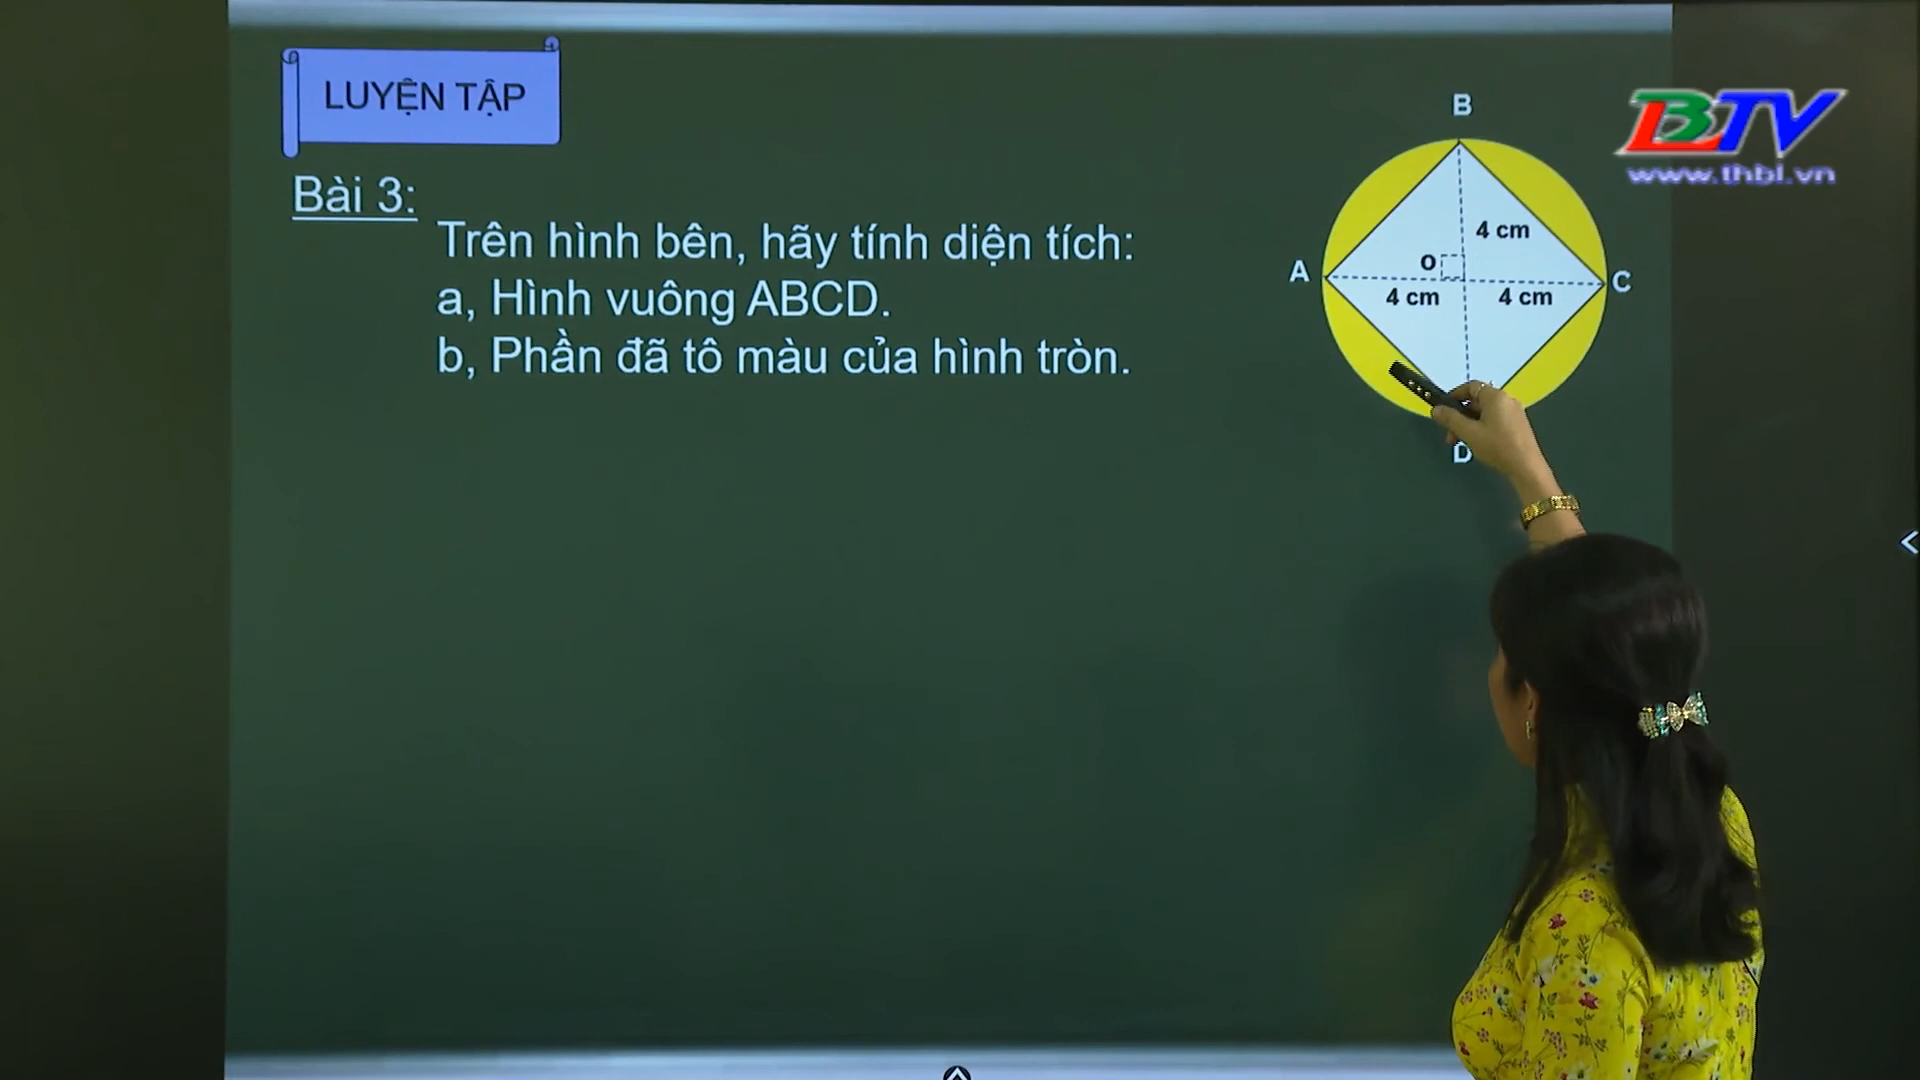 LUYỆN TẬP
Bài 3:
Trên hình bên, hãy tính diện tích:
a, Hình vuông ABCD.
b, Phần đã tô màu của hình tròn.
B
4 cm
O
A
C
4 cm
4 cm
D
BTV
www.thbl.vn